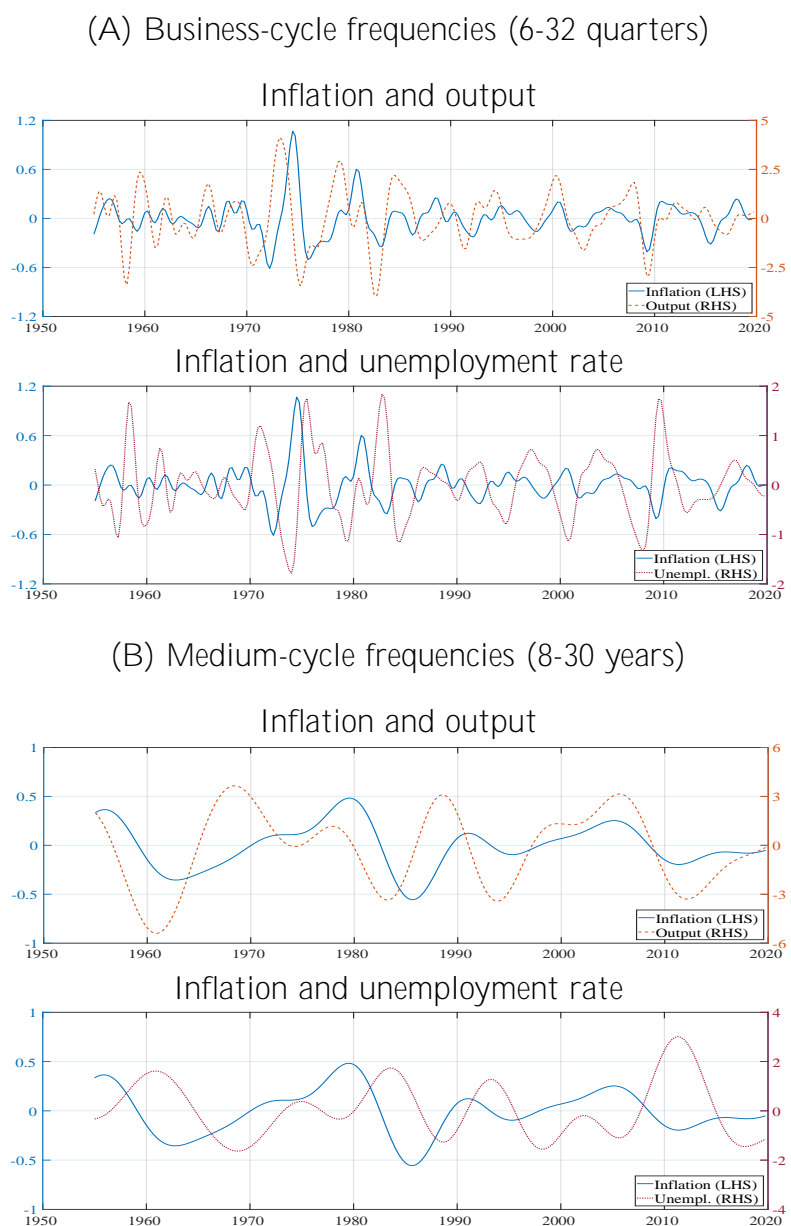 (A) Business-cycle frequencies (6-32 quarters)
Inflation and output
1.2 5
0.6 2.5
0 0
-0.6 -2.5
Inflation (LHS)
Output (RHS)
-1.2 -5
1950 1960 1970 1980 1990 2000 2010 2020
Inflation and unemployment rate
1.2 2
0.6 1
0 0
-0.6 -1
Inflation (LHS)
Unempl. (RHS)
-1.2 -2
1950 1960 1970 1980 1990 2000 2010 2020
(B) Medium-cycle frequencies (8-30 years)
Inflation and output
1 6
0.5 3
0 0
-0.5 -3
Inflation (LHS)
Output (RHS)
-1 -6
1950 1960 1970 1980 1990 2000 2010 2020
Inflation and unemployment rate
1 4
0.5 2
0 0
-0.5 -2
Inflation (LHS)
Unempl. (RHS)
-1 -4
1950 1960 1970 1980 1990 2000 2010 2020